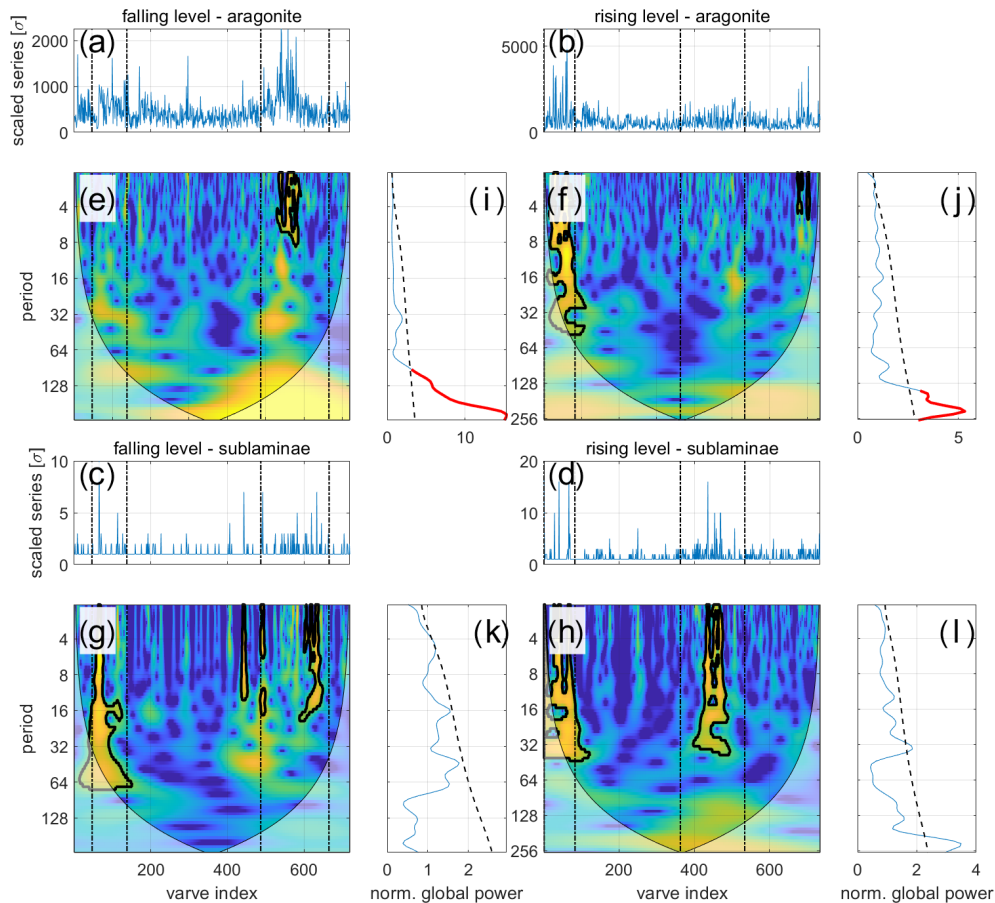 falling level - aragonite
rising level - aragonite
scaled series [σ]
2000
1000
0
(a)
5000
0
(b)
period
4
8
16
32
64
128
(e)
(i)
0
10
4
8
16
32
64
128
256
(f)
(j)
0
5
falling level - sublaminae
rising level - sublaminae
scaled series [σ]
10
5
0
(c)
20
10
0
(d)
period
4
8
16
32
64
128
(g)
200
400
600
varve index
(k)
0
1
2
norm. global power
4
8
16
32
64
128
256
(h)
200
400
600
varve index
(l)
0
2
4
norm. global power